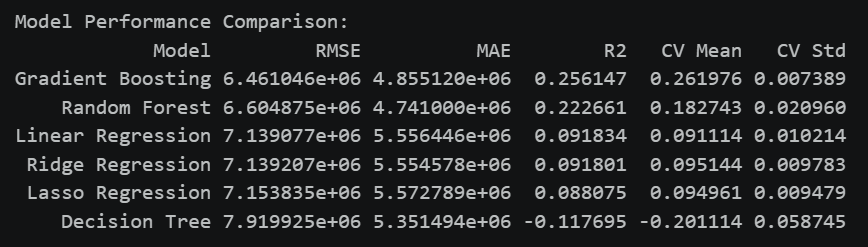 Model Performance Comparison:
Model RMSE MAE R2 CV Mean CV Std
Gradient Boosting 6.461046e+06 4.855120e+06 0.256147 0.261976 0.007389
Random Forest 6.604875e+06 4.741000e+06 0.222661 0.182743 0.020960
Linear Regression 7.139077e+06 5.556446e+06 0.091834 0.091114 0.010214
Ridge Regression 7.139207e+06 5.554578e+06 0.091801 0.095144 0.009783
Lasso Regression 7.153835e+06 5.572789e+06 0.088075 0.094961 0.009479
Decision Tree 7.919925e+06 5.351494e+06 -0.117695 -0.201114 0.058745